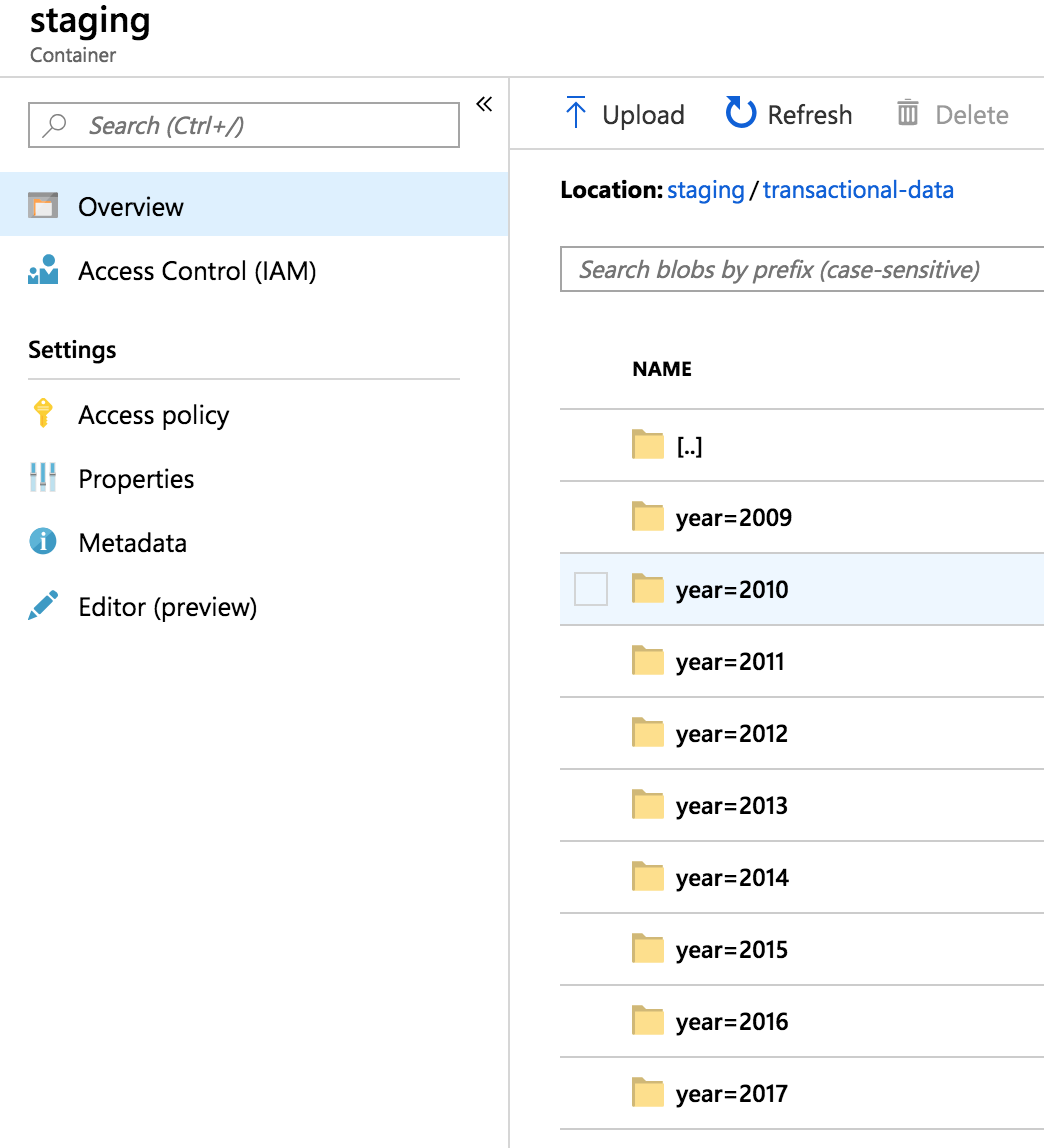 staging
Container
«
Search (Ctrl+/)
Overview
Access Control (IAM)
Settings
Access policy
Properties
Metadata
Editor (preview)
Upload Refresh Delete
Location: staging / transactional-data
Search blobs by prefix (case-sensitive)
NAME
[..]
year=2009
year=2010
year=2011
year=2012
year=2013
year=2014
year=2015
year=2016
year=2017